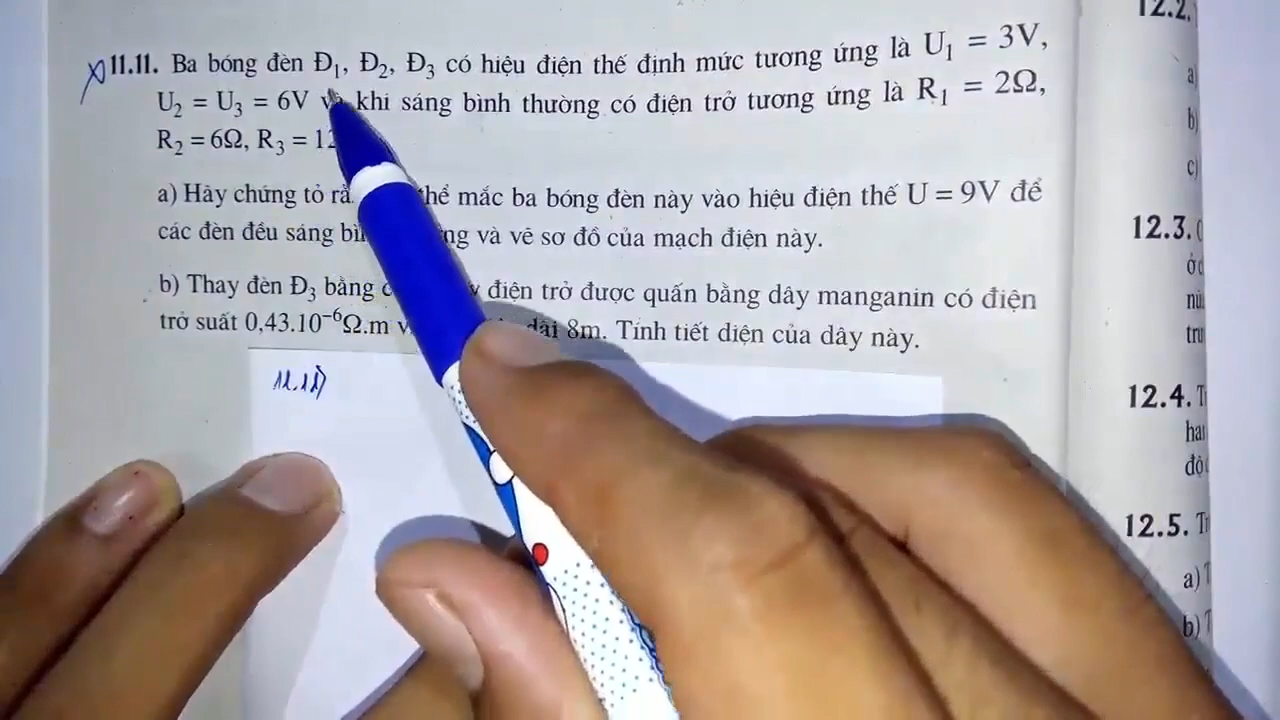 11.11. Ba bóng đèn Đ₁, Đ₂, Đ₃ có hiệu điện thế định mức tương ứng là U₁ = 3V,
U₂ = U₃ = 6V khi sáng bình thường có điện trở tương ứng là R₁ = 2Ω,
R₂ = 6Ω, R₃ =
a) Hãy chứng tỏ mắc ba bóng đèn này vào hiệu điện thế U = 9V để
các đèn đều sáng và vẽ sơ đồ của mạch điện này.
b) Thay đèn Đ₃ bằng điện trở được quấn bằng dây manganin có điện
trở suất 0,43.10⁻⁶Ω.m dài 8m. Tính tiết diện của dây này.
11.11)
12.2.
a)
b)
c)
12.3.
12.4.
12.5.
a)
b)